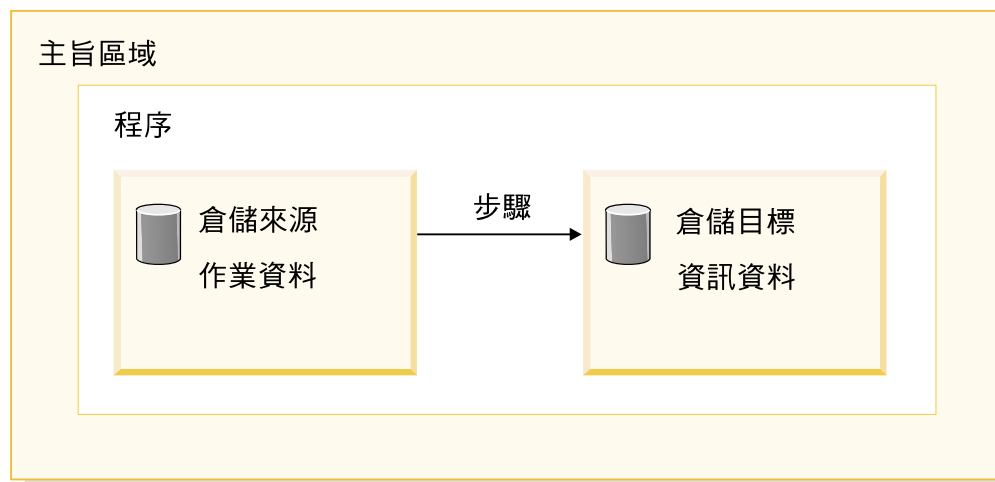 主旨區域
程序
倉儲來源
作業資料
步驟
倉儲目標
資訊資料